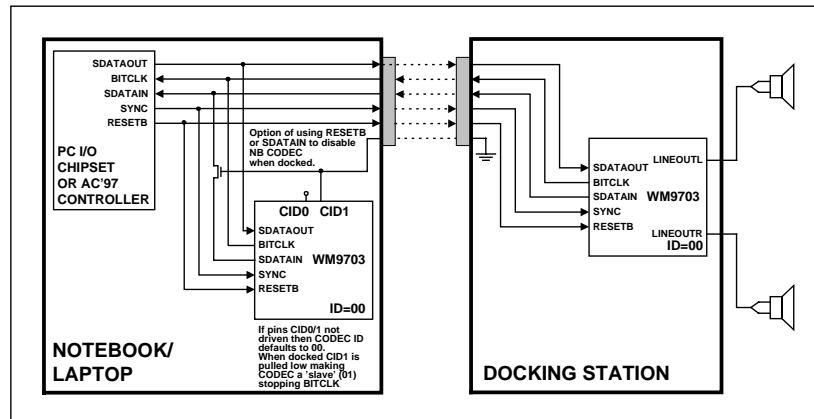 SDATAOUT
BITCLK
SDATAIN
SYNC
RESETB
PC I/O
CHIPSET
OR AC'97
CONTROLLER
Option of using RESETB
or SDATAIN to disable
NB CODEC
when docked.
CID0 CID1
SDATAOUT
BITCLK
SDATAIN WM9703
SYNC
RESETB
ID=00
If pins CID0/1 not
driven then CODEC ID
defaults to 00.
When docked CID1 is
pulled low making
CODEC a 'slave' (01)
stopping BITCLK
NOTEBOOK/
LAPTOP
SDATAOUT LINEOUTL
BITCLK
SDATAIN WM9703
SYNC
RESETB LINEOUTR
ID=00
DOCKING STATION